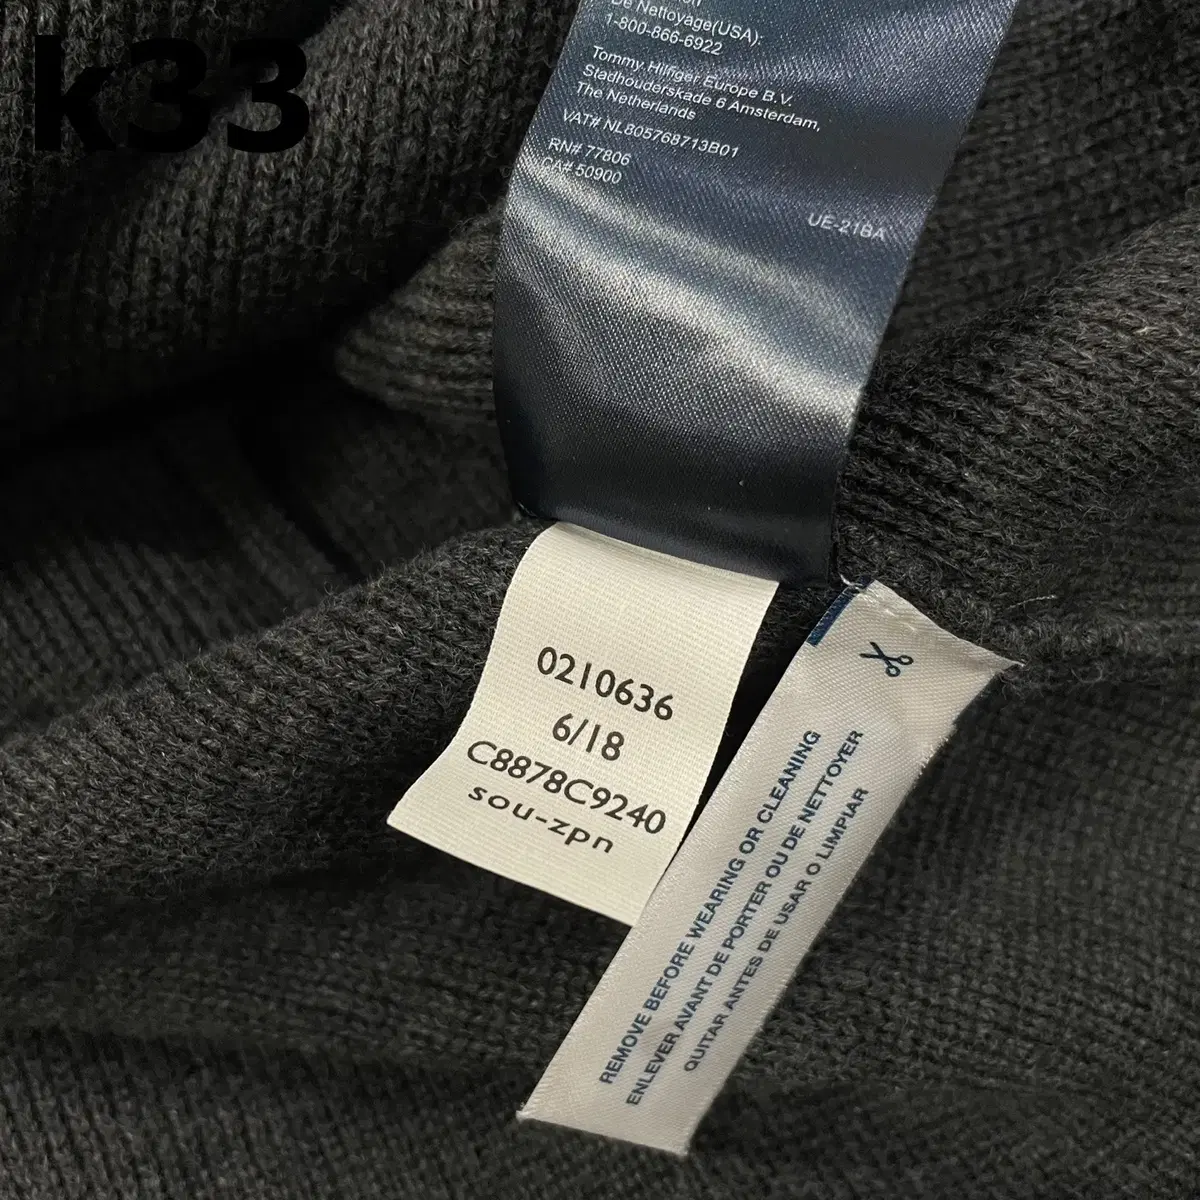 k33
De Nettoyage(USA):
1-800-866-6922
Tommy Hilfiger Europe B.V.
Stadhouderskade 6 Amsterdam,
The Netherlands
VAT# NL805768713B01
RN# 77806
CA# 50900
UE-21BA
0210636
6/18
C8878C9240
sou-zpn
REMOVE BEFORE WEARING OR CLEANING
ENLEVER AVANT DE PORTER OU DE NETTOYER
QUITAR ANTES DE USAR O LIMPIAR